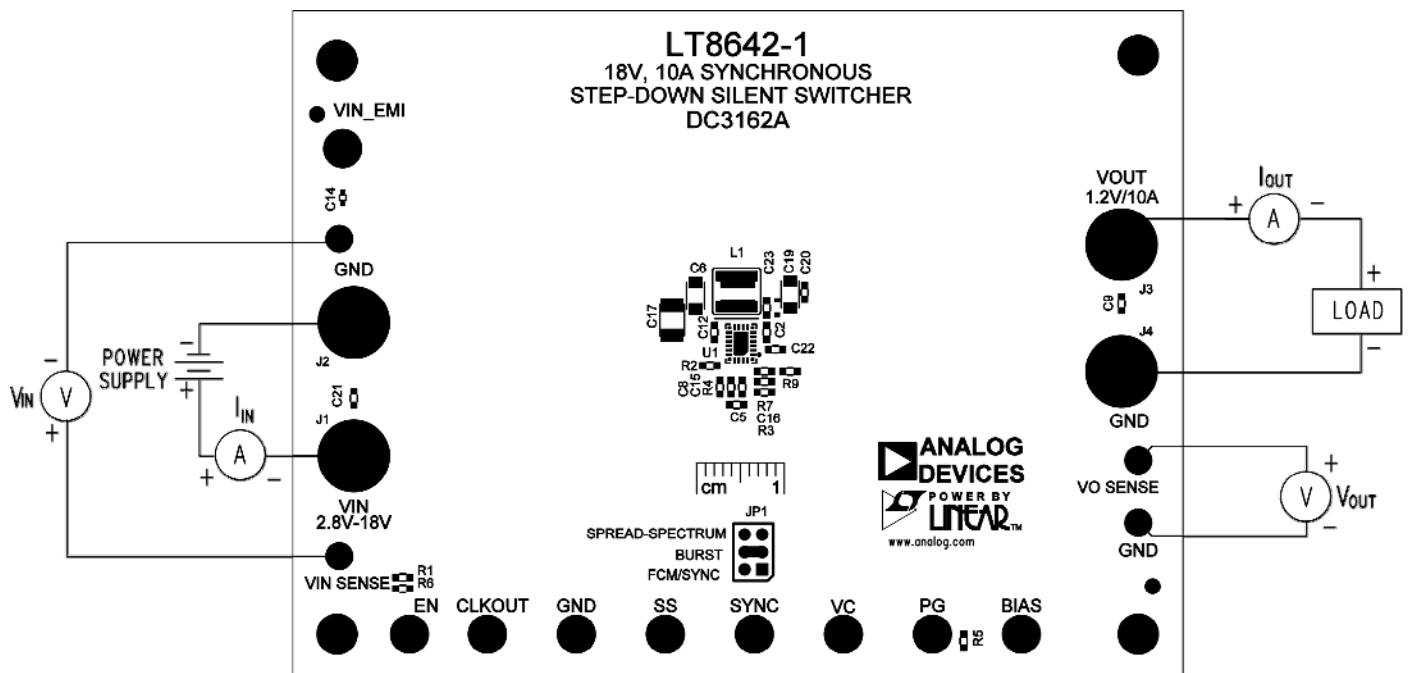 LT8642-1
18V, 10A SYNCHRONOUS
STEP-DOWN SILENT SWITCHER
DC3162A
VIN_EMI
C14
GND
J2
POWER
SUPPLY
-
+
VIN
V
-
+
IIN
A
+
-
C21
J1
VIN
2.8V-18V
VIN SENSE
R1
R6
L1
C6
C23
C19
C20
C17
C12
C2
U1
C22
R2
R9
C8
C15
R4
C5
R7
C16
R3
cm 1
JP1
SPREAD-SPECTRUM
BURST
FCM/SYNC
ANALOG
DEVICES
POWER BY
LINEAR™
www.analog.com
VOUT
1.2V/10A
J3
C9
J4
GND
IOUT
+
A
-
+
LOAD
-
VO SENSE
GND
+
V
VOUT
-
EN
CLKOUT
GND
SS
SYNC
VC
PG
R5
BIAS